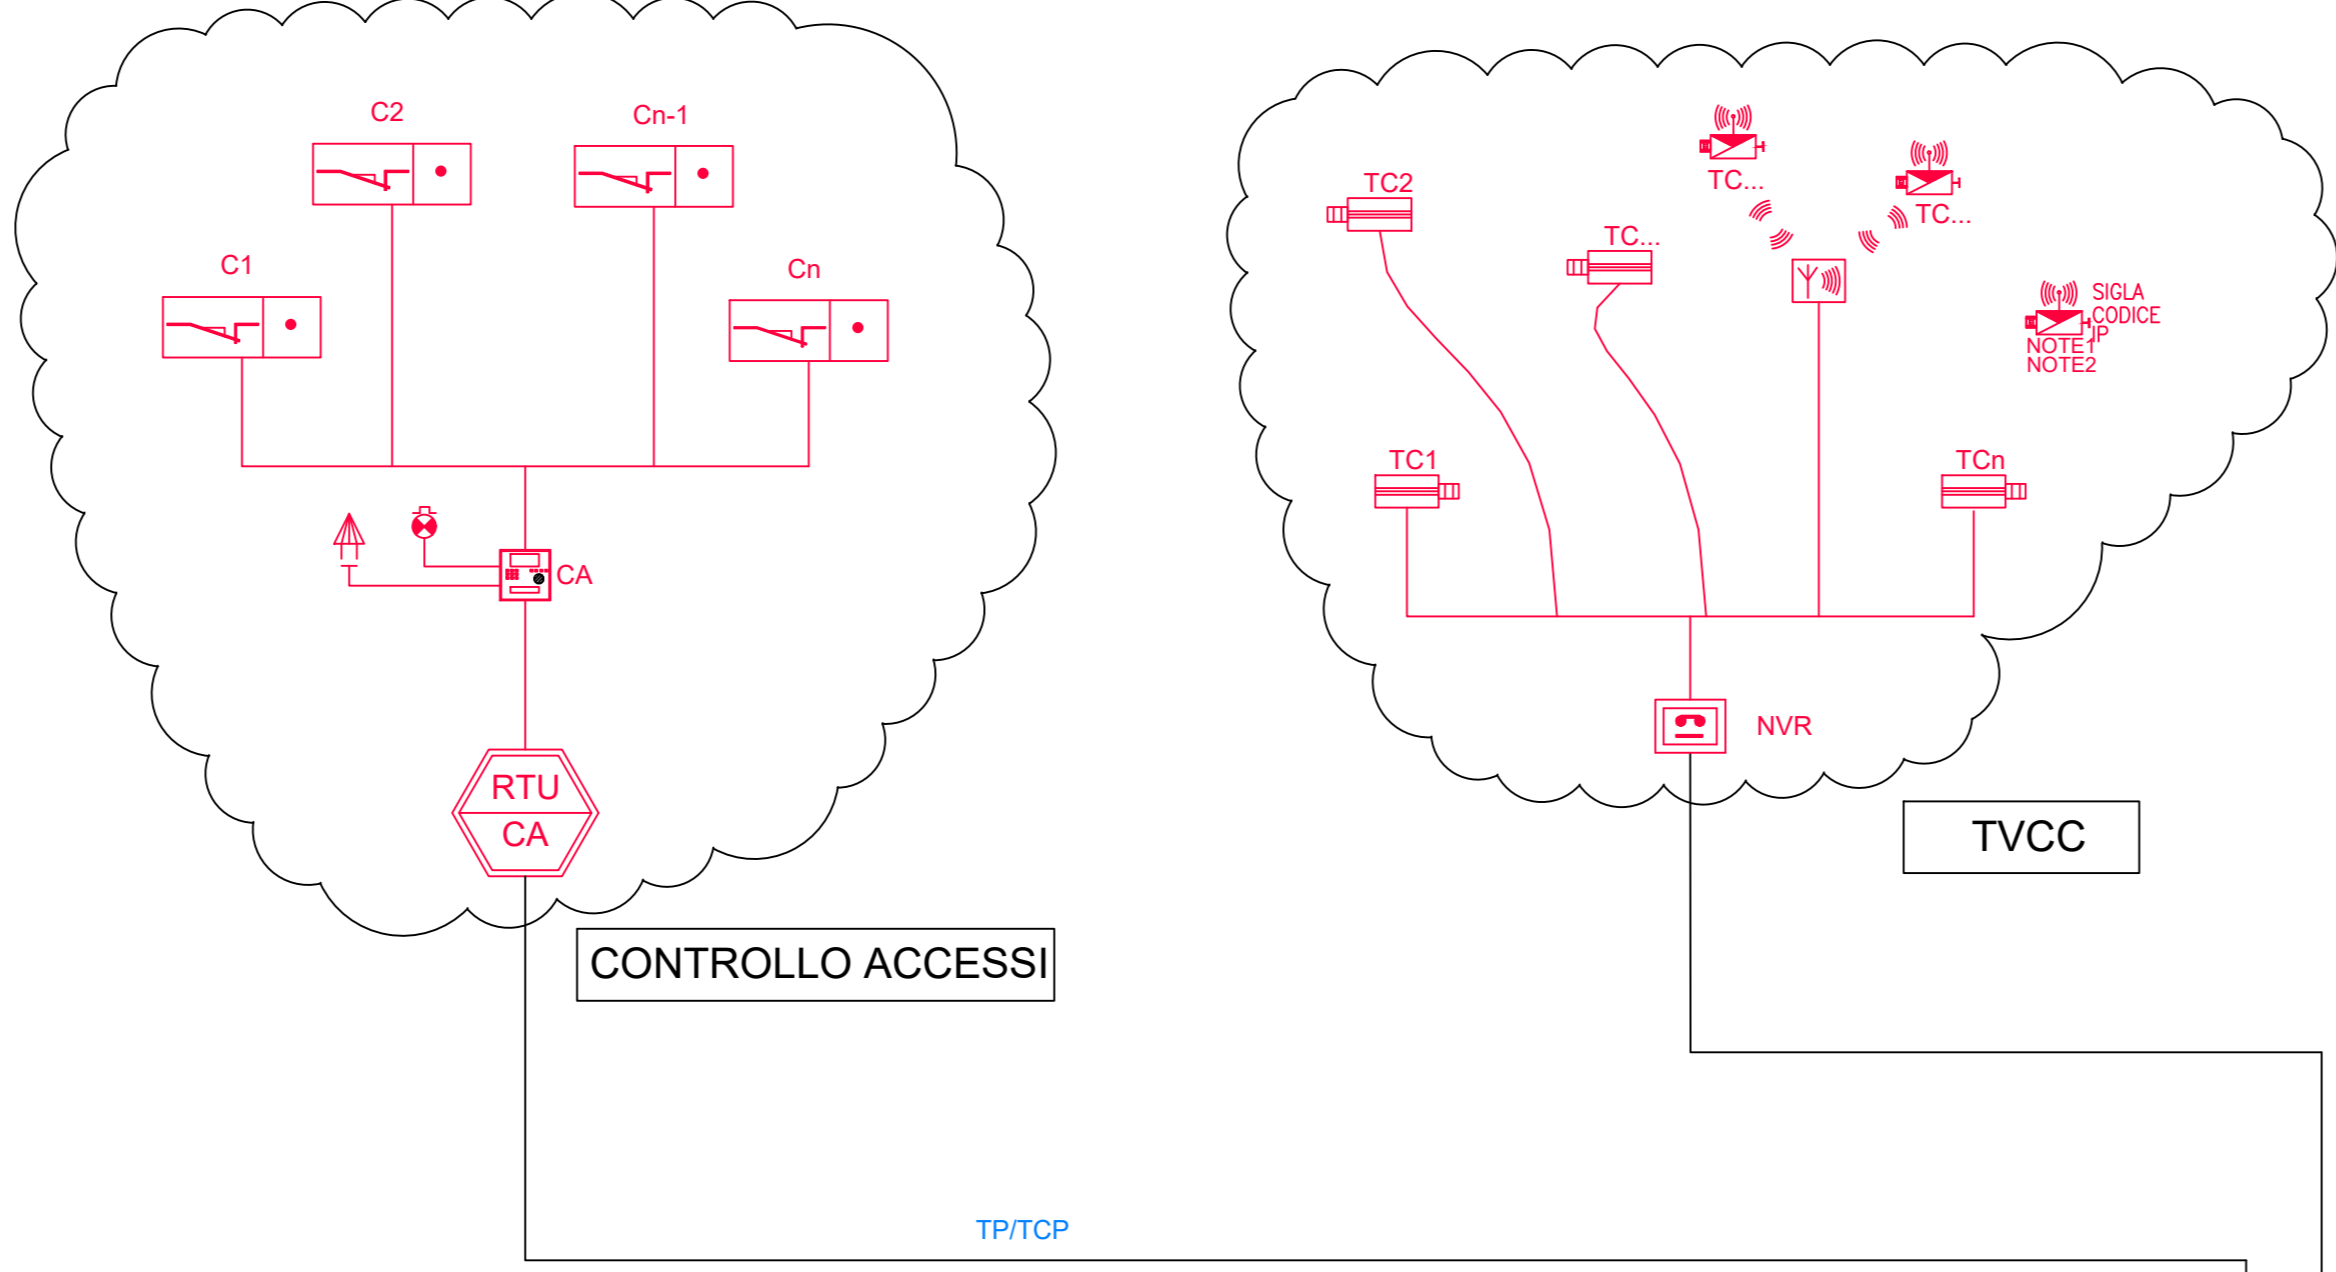 C2
Cn-1
C1
Cn
CA
RTU
CA
CONTROLLO ACCESSI
TC2
TC...
TC...
TC...
SIGLA
CODICE
IP
NOTE1
NOTE2
TC1
TCn
NVR
TVCC
TP/TCP